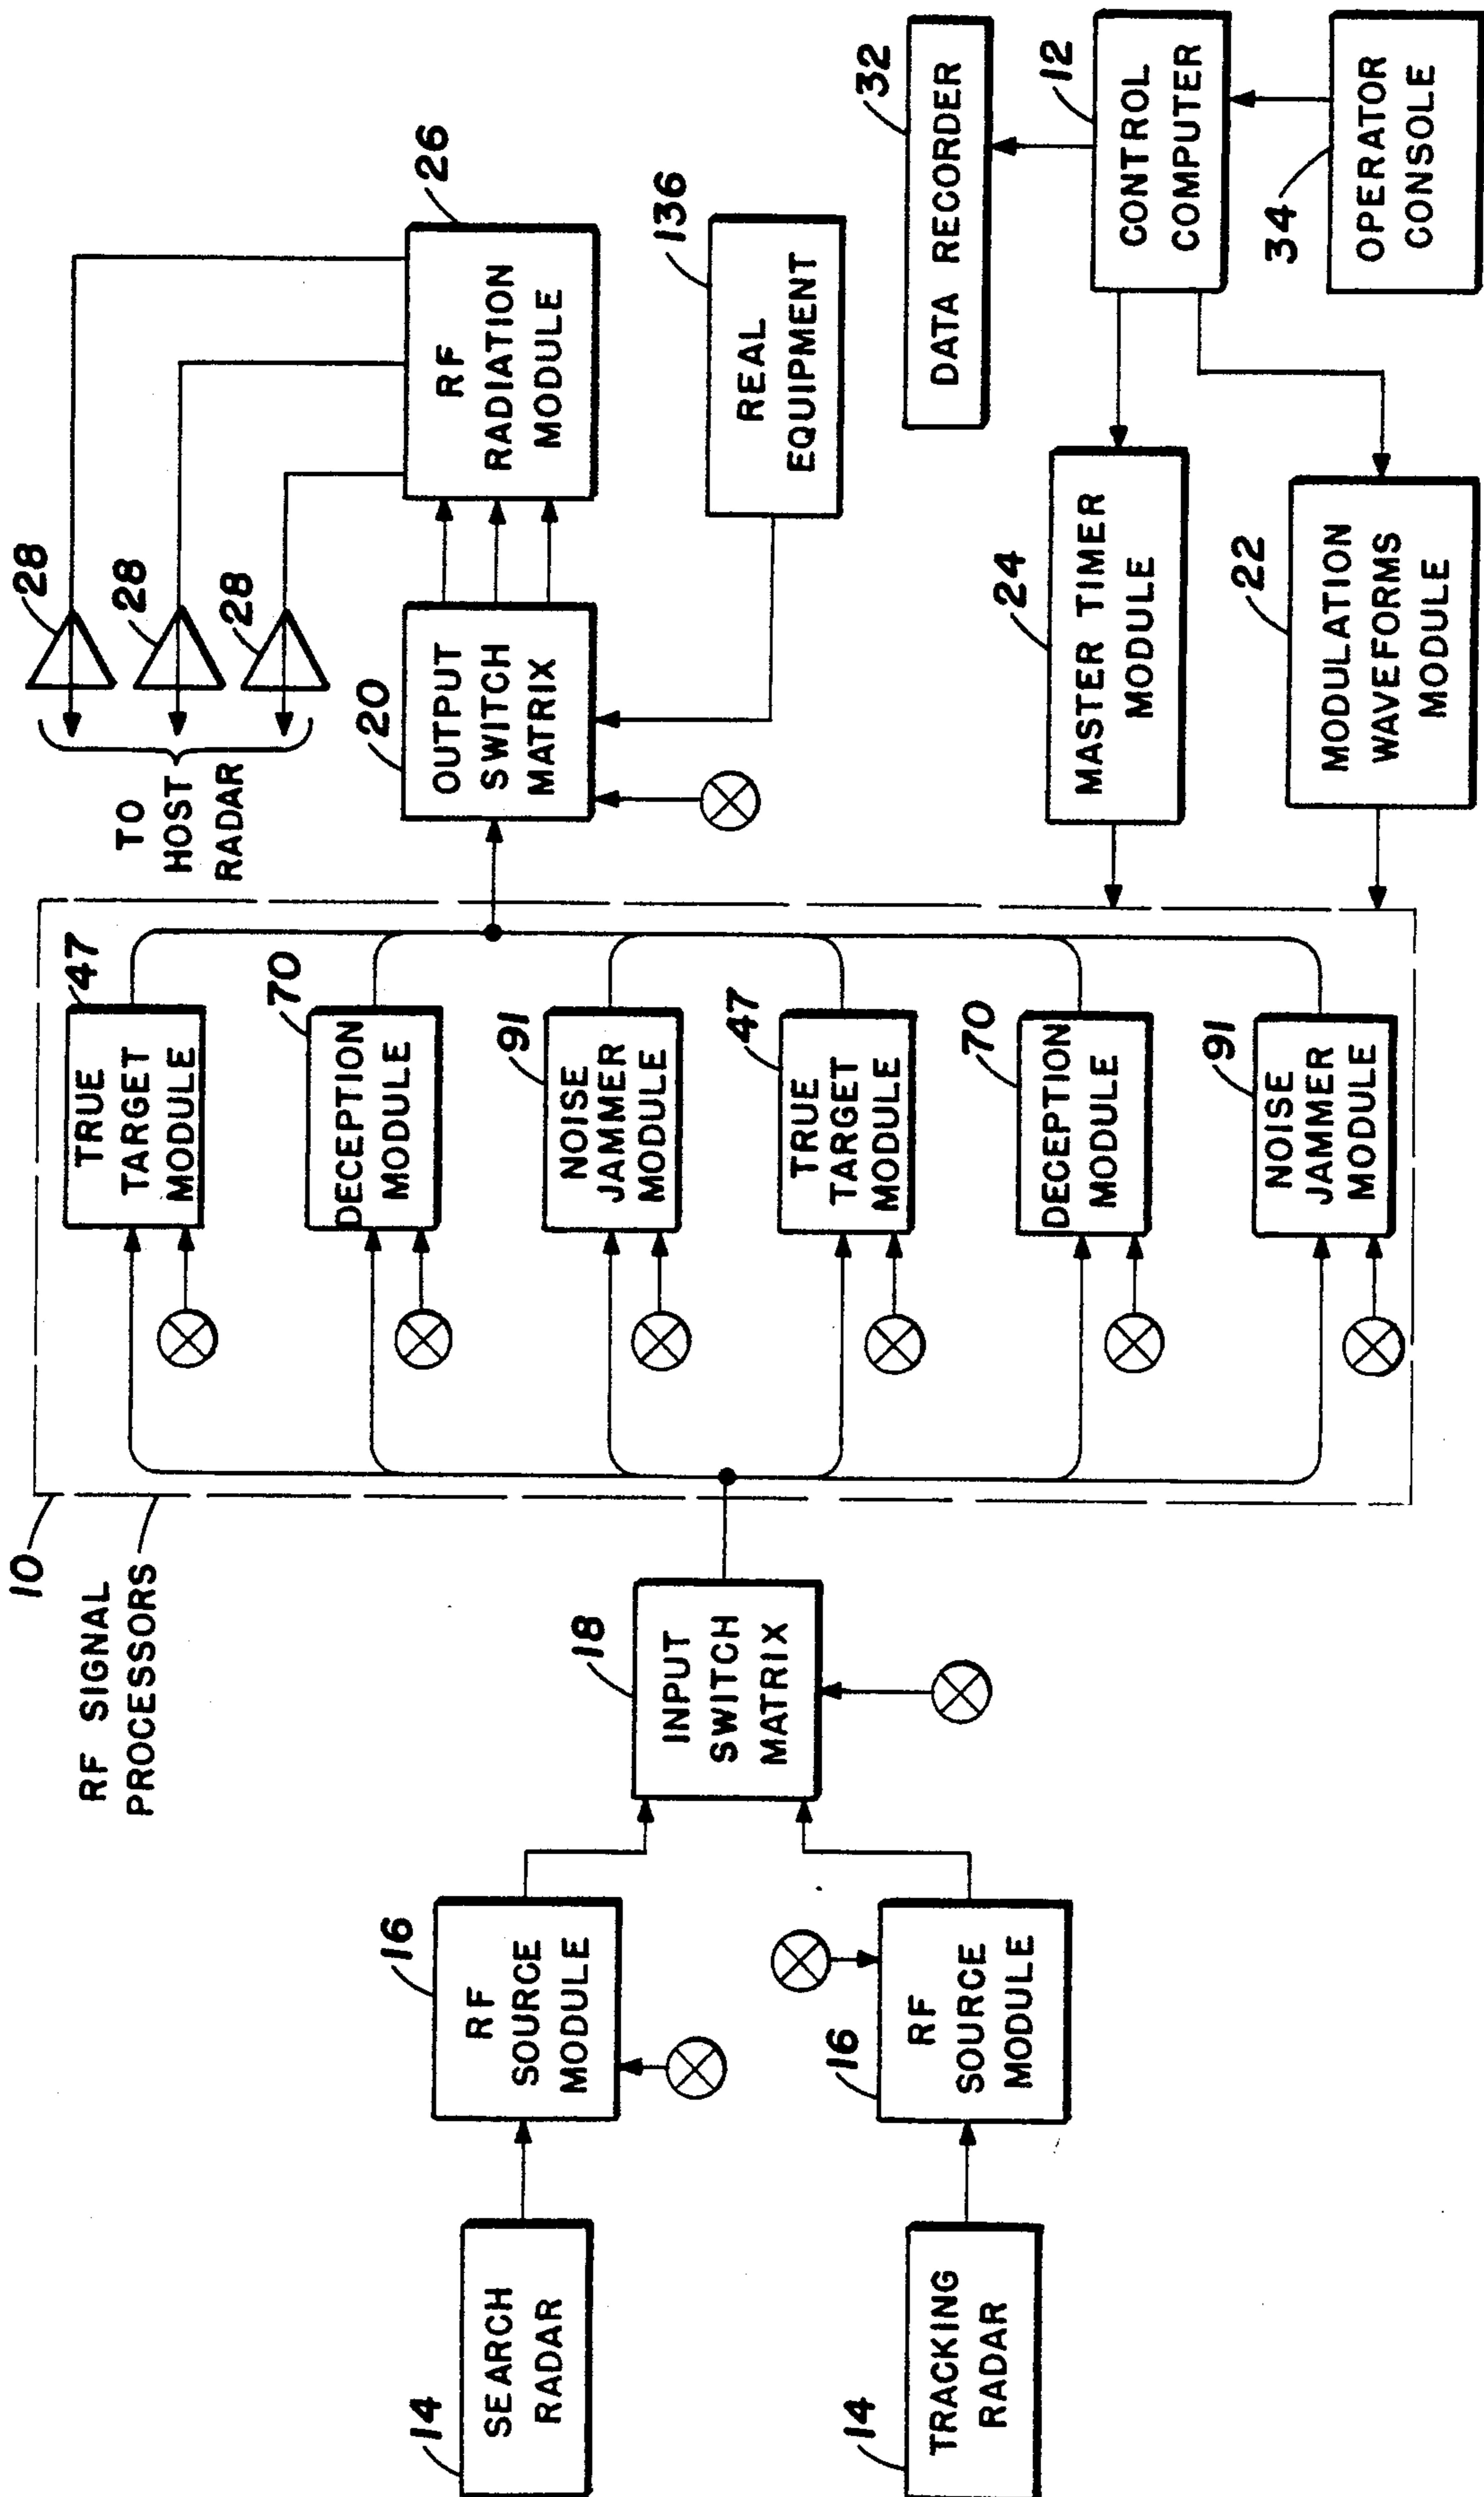 14
SEARCH
RADAR
14
TRACKING
RADAR
16
RF
SOURCE
MODULE
16
RF
SOURCE
MODULE
18
INPUT
SWITCH
MATRIX
10
RF SIGNAL
PROCESSORS
47
TRUE
TARGET
MODULE
70
DECEPTION
MODULE
91
NOISE
JAMMER
MODULE
47
TRUE
TARGET
MODULE
70
DECEPTION
MODULE
91
NOISE
JAMMER
MODULE
TO
HOST
RADAR
28
28
28
20
OUTPUT
SWITCH
MATRIX
26
RF
RADIATION
MODULE
136
REAL
EQUIPMENT
24
MASTER TIMER
MODULE
22
MODULATION
WAVEFORMS
MODULE
32
DATA RECORDER
12
CONTROL
COMPUTER
34
OPERATOR
CONSOLE